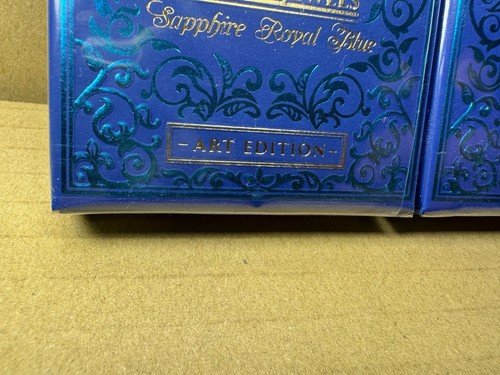 Sapphire Royal Blue
- ART EDITION -